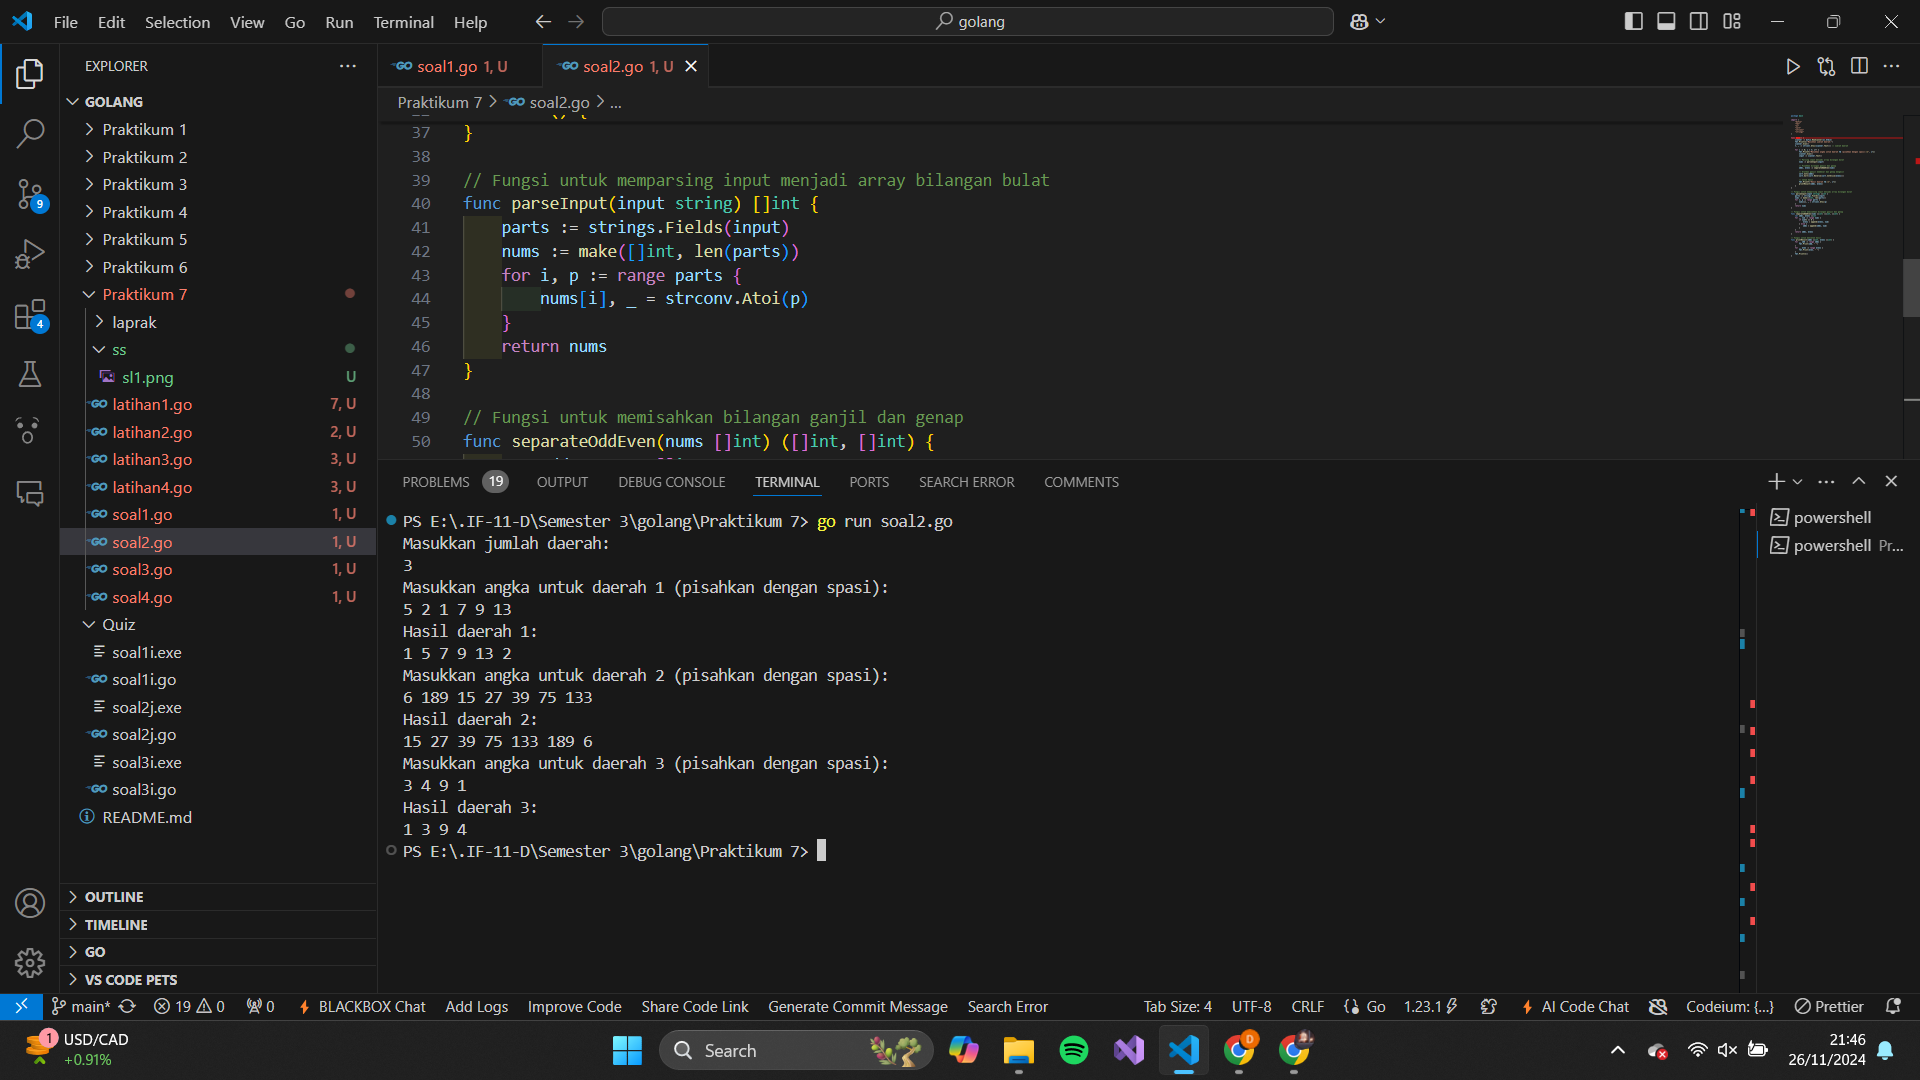 File Edit Selection View Go Run Terminal Help
golang
EXPLORER
GOLANG
Praktikum 1
Praktikum 2
Praktikum 3
Praktikum 4
Praktikum 5
Praktikum 6
Praktikum 7
laprak
ss
sl1.png U
latihan1.go 7, U
latihan2.go 2, U
latihan3.go 3, U
latihan4.go 3, U
soal1.go 1, U
soal2.go 1, U
soal3.go 1, U
soal4.go 1, U
Quiz
soal1i.exe
soal1i.go
soal2j.exe
soal2j.go
soal3i.exe
soal3i.go
README.md
OUTLINE
TIMELINE
GO
VS CODE PETS
9
4
soal1.go 1, U
soal2.go 1, U
Praktikum 7 > soal2.go > ...
37 }
38
39 // Fungsi untuk memparsing input menjadi array bilangan bulat
40 func parseInput(input string) []int {
41 parts := strings.Fields(input)
42 nums := make([]int, len(parts))
43 for i, p := range parts {
44 nums[i], _ = strconv.Atoi(p)
45 }
46 return nums
47 }
48
49 // Fungsi untuk memisahkan bilangan ganjil dan genap
50 func separateOddEven(nums []int) ([]int, []int) {
PROBLEMS 19 OUTPUT DEBUG CONSOLE TERMINAL PORTS SEARCH ERROR COMMENTS
PS E:\.IF-11-D\Semester 3\golang\Praktikum 7> go run soal2.go
Masukkan jumlah daerah:
3
Masukkan angka untuk daerah 1 (pisahkan dengan spasi):
5 2 1 7 9 13
Hasil daerah 1:
1 5 7 9 13 2
Masukkan angka untuk daerah 2 (pisahkan dengan spasi):
6 189 15 27 39 75 133
Hasil daerah 2:
15 27 39 75 133 189 6
Masukkan angka untuk daerah 3 (pisahkan dengan spasi):
3 4 9 1
Hasil daerah 3:
1 3 9 4
PS E:\.IF-11-D\Semester 3\golang\Praktikum 7>
powershell
powershell Pr...
main* 19 0 0 BLACKBOX Chat Add Logs Improve Code Share Code Link Generate Commit Message Search Error Tab Size: 4 UTF-8 CRLF Go 1.23.1 AI Code Chat Codeium: {...} Prettier
1
USD/CAD
+0.91%
Search
D
21:46
26/11/2024